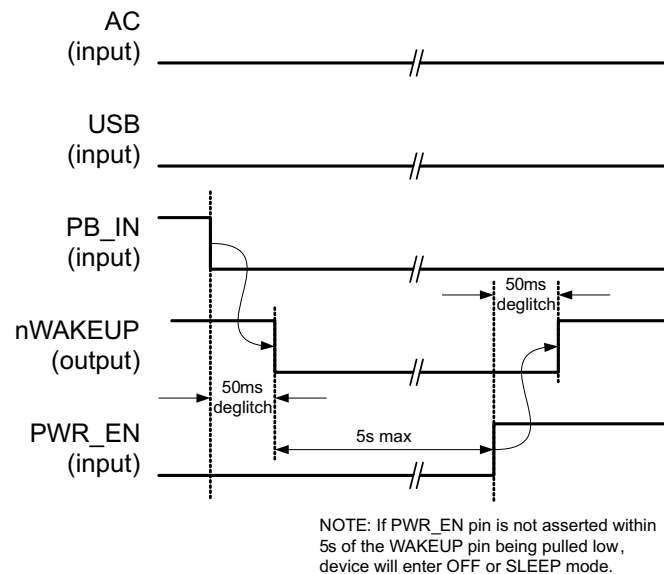 AC
(input)
USB
(input)
PB_IN
(input)
50ms
deglitch
nWAKEUP
(output)
50ms
deglitch
5s max
PWR_EN
(input)
NOTE: If PWR_EN pin is not asserted within
5s of the WAKEUP pin being pulled low,
device will enter OFF or SLEEP mode.